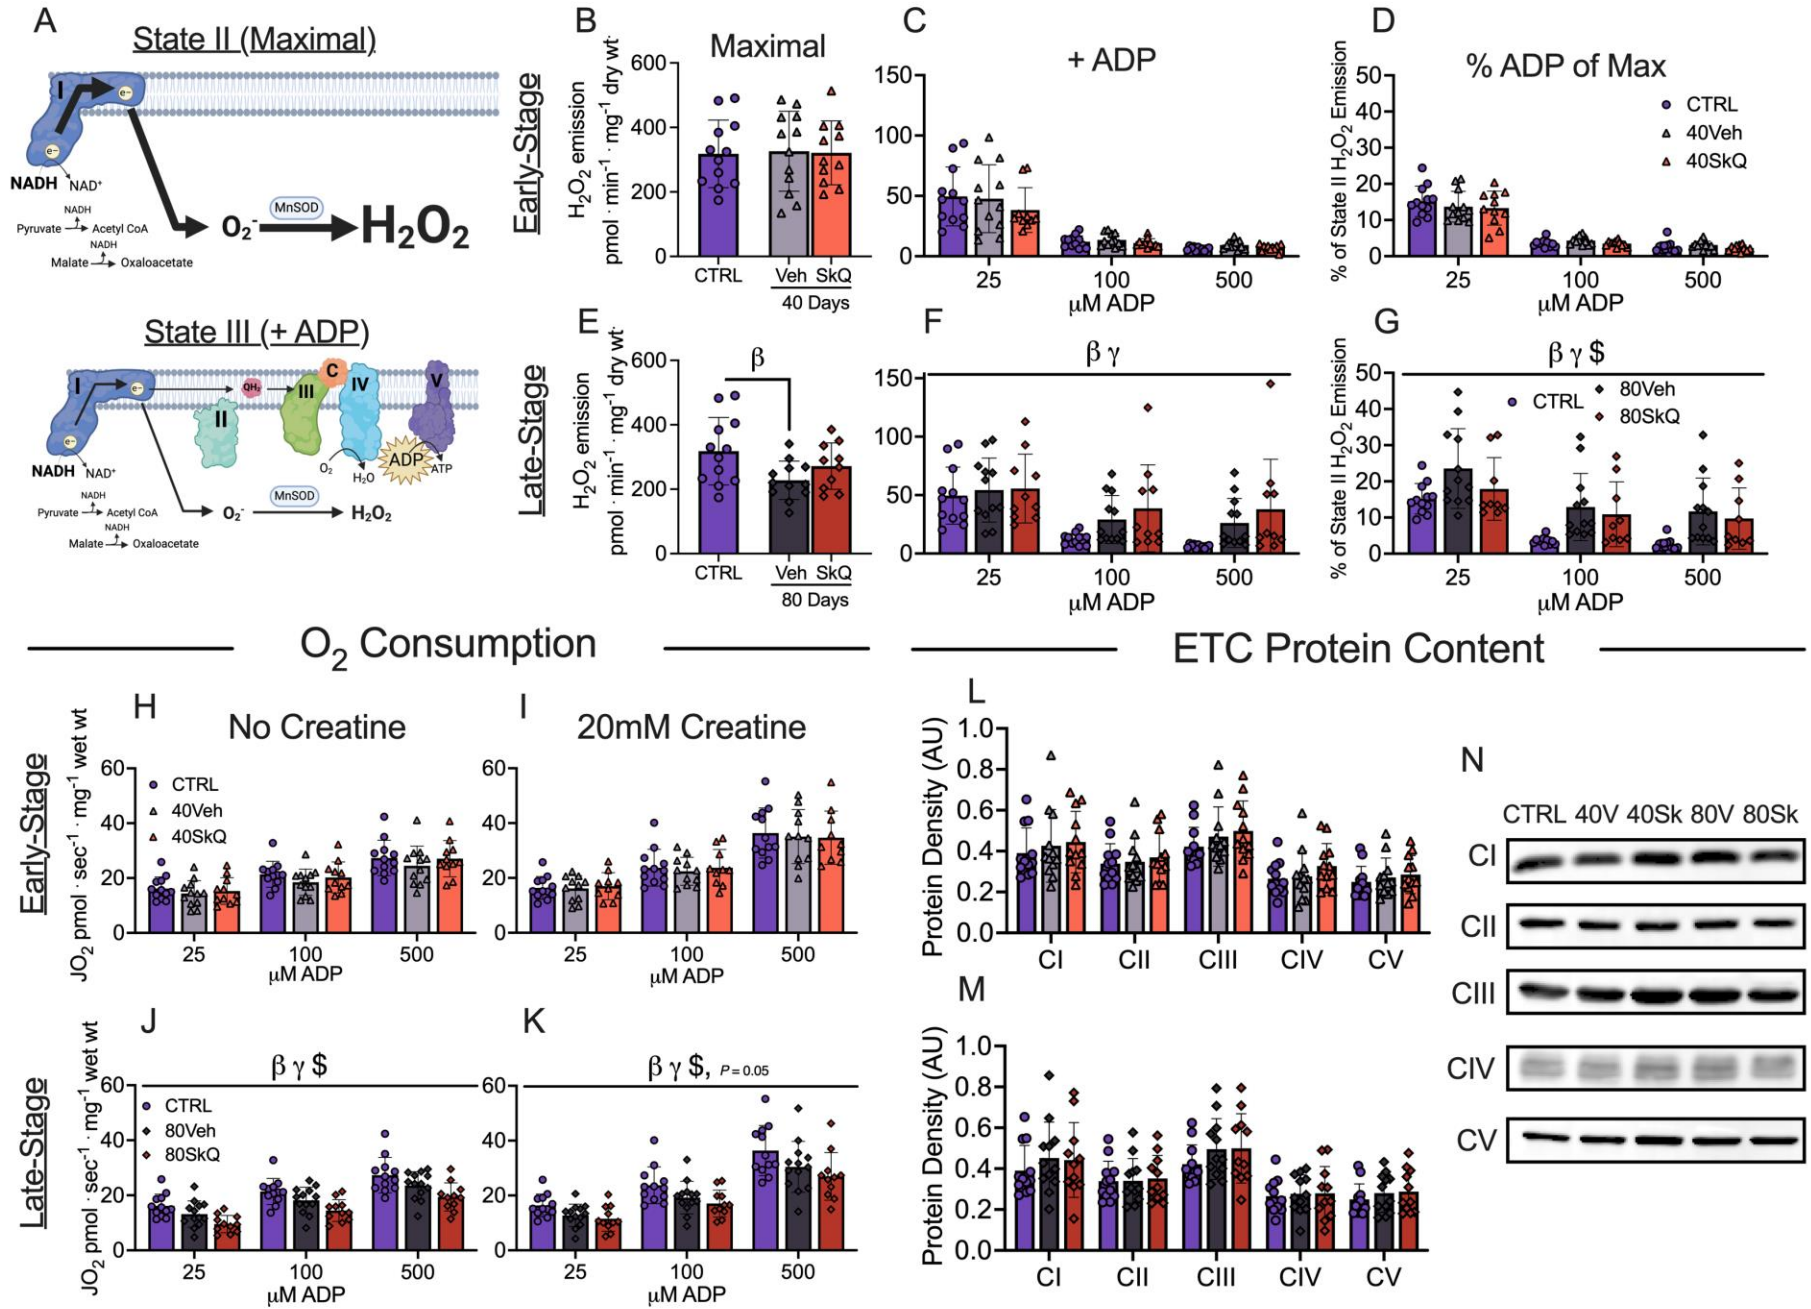 A
State II (Maximal)
I
e-
e-
NADH
NAD⁺
NADH
Pyruvate
Acetyl CoA
NADH
Malate
Oxaloacetate
O₂⁻
MnSOD
H₂O₂
State III (+ ADP)
I
e-
e-
QH₂
II
III
C
IV
V
O₂
H₂O
ADP
ATP
NADH
NAD⁺
NADH
Pyruvate
Acetyl CoA
NADH
Malate
Oxaloacetate
O₂⁻
MnSOD
H₂O₂
Early-Stage
B
Maximal
H₂O₂ emission
pmol · min⁻¹ · mg⁻¹ dry wt
600
400
200
0
CTRL
Veh
SkQ
40 Days
C
+ ADP
150
100
50
0
25
100
500
μM ADP
D
% ADP of Max
% of State II H₂O₂ Emission
50
40
30
20
10
0
CTRL
40Veh
40SkQ
25
100
500
μM ADP
Late-Stage
E
β
H₂O₂ emission
pmol · min⁻¹ · mg⁻¹ dry wt
600
400
200
0
CTRL
Veh
SkQ
80 Days
F
β γ
150
100
50
0
25
100
500
μM ADP
G
β γ $
% of State II H₂O₂ Emission
50
40
30
20
10
0
CTRL
80Veh
80SkQ
25
100
500
μM ADP
O₂ Consumption
Early-Stage
H
No Creatine
JO₂ pmol · sec⁻¹ · mg⁻¹ wet wt
60
40
20
0
CTRL
40Veh
40SkQ
25
100
500
μM ADP
I
20mM Creatine
60
40
20
0
25
100
500
μM ADP
Late-Stage
J
β γ $
JO₂ pmol · sec⁻¹ · mg⁻¹ wet wt
60
40
20
0
CTRL
80Veh
80SkQ
25
100
500
μM ADP
K
β γ $, P = 0.05
60
40
20
0
25
100
500
μM ADP
ETC Protein Content
L
Protein Density (AU)
1.0
0.8
0.6
0.4
0.2
0.0
CI
CII
CIII
CIV
CV
M
Protein Density (AU)
1.0
0.8
0.6
0.4
0.2
0.0
CI
CII
CIII
CIV
CV
N
CTRL 40V 40Sk 80V 80Sk
CI
CII
CIII
CIV
CV